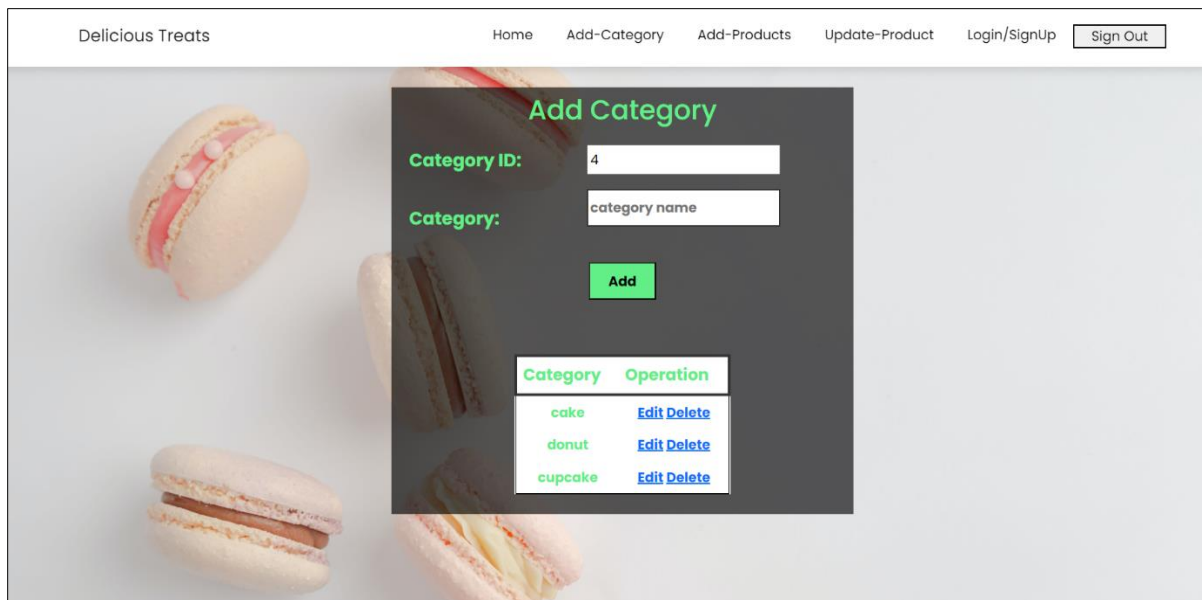 Delicious Treats Home Add-Category Add-Products Update-Product Login/SignUp Sign Out
Add Category
Category ID: 4
Category: category name
Add
Category Operation
cake Edit Delete
donut Edit Delete
cupcake Edit Delete